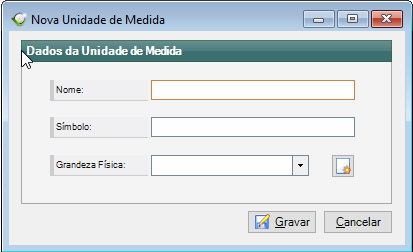 Nova Unidade de Medida
Dados da Unidade de Medida
Nome:
Símbolo:
Grandeza Física:
Gravar
Cancelar